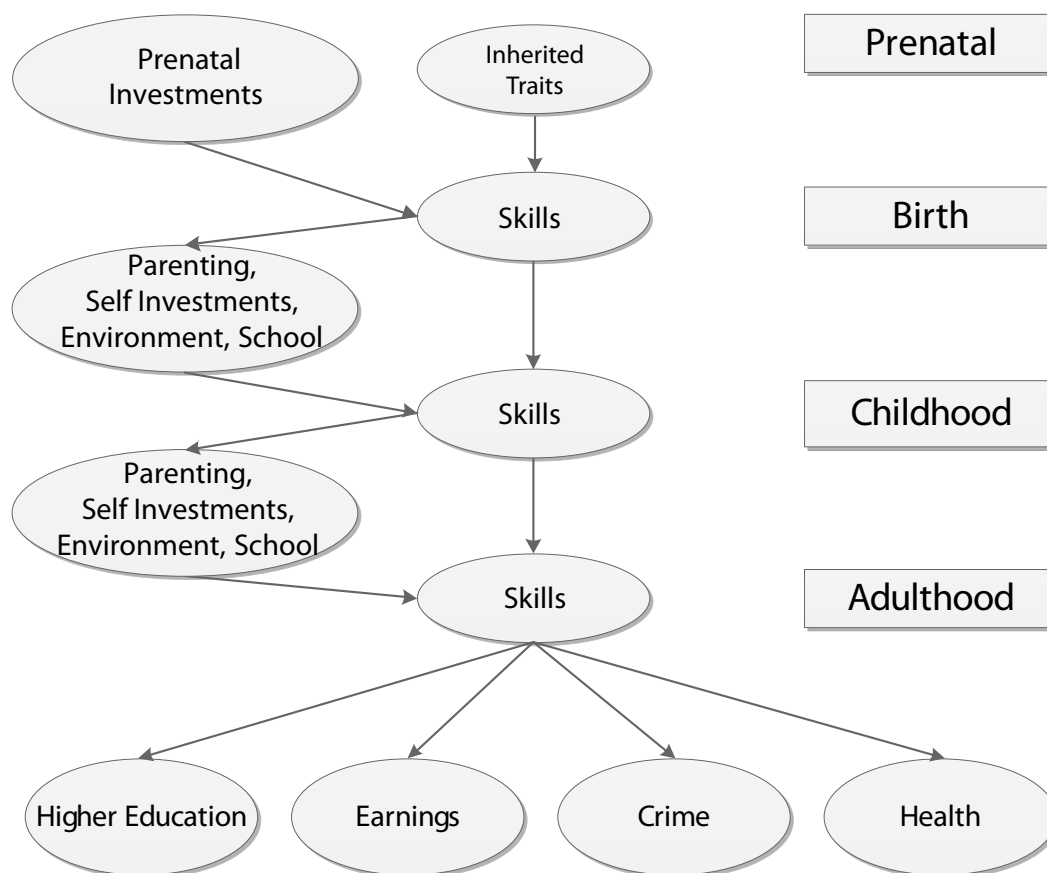 Prenatal
Investments
Inherited
Traits
Prenatal
Skills
Birth
Parenting,
Self Investments,
Environment, School
Skills
Childhood
Parenting,
Self Investments,
Environment, School
Skills
Adulthood
Higher Education
Earnings
Crime
Health